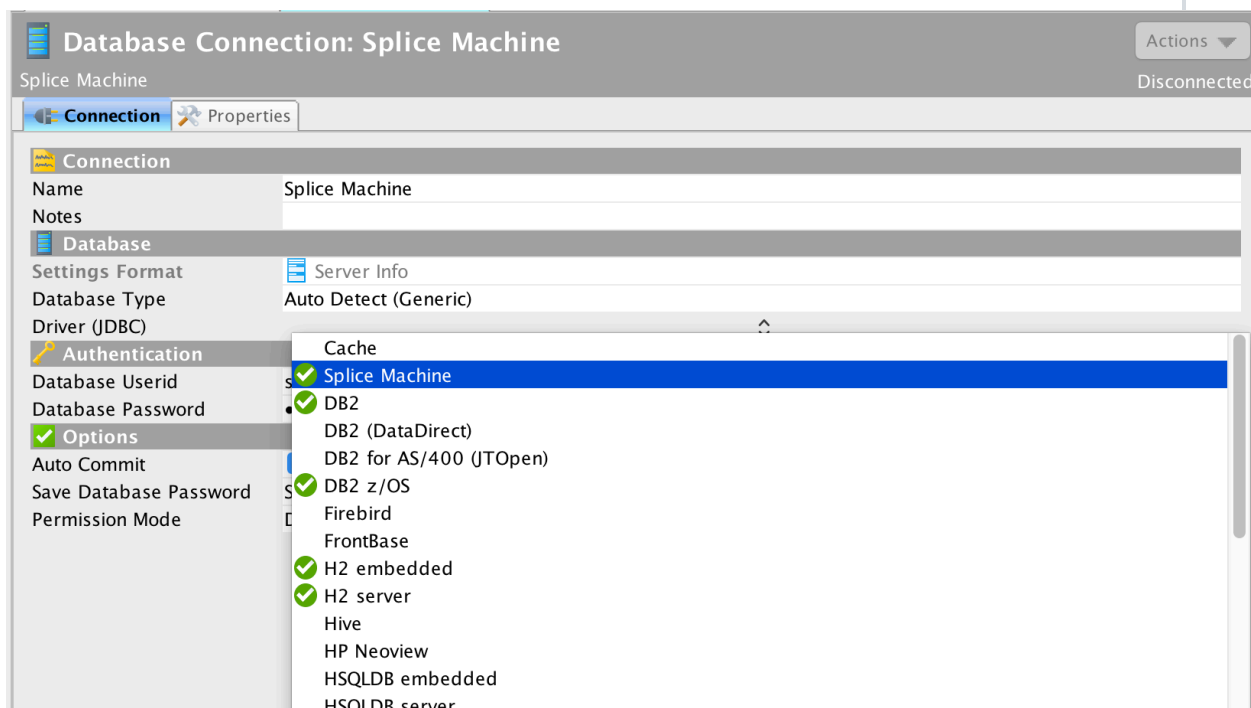 Database Connection: Splice Machine
Actions
Splice Machine
Disconnected
Connection
Properties
Connection
Name Splice Machine
Notes
Database
Settings Format Server Info
Database Type Auto Detect (Generic)
Driver (JDBC)
Cache
Authentication
Splice Machine
Database Userid s
DB2
Database Password
DB2 (DataDirect)
Options
DB2 for AS/400 (JTOpen)
Auto Commit
DB2 z/OS
Save Database Password S
Firebird
Permission Mode D
FrontBase
H2 embedded
H2 server
Hive
HP Neoview
HSQLDB embedded
HSQLDB server